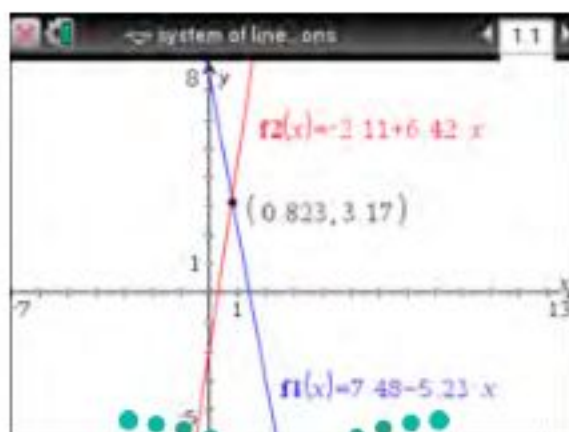 system of line...ons 1.1
8 y
f2(x)=-2.11+6.42·x
(0.823,3.17)
1
-7 1 13
f1(x)=7.48-5.23·x